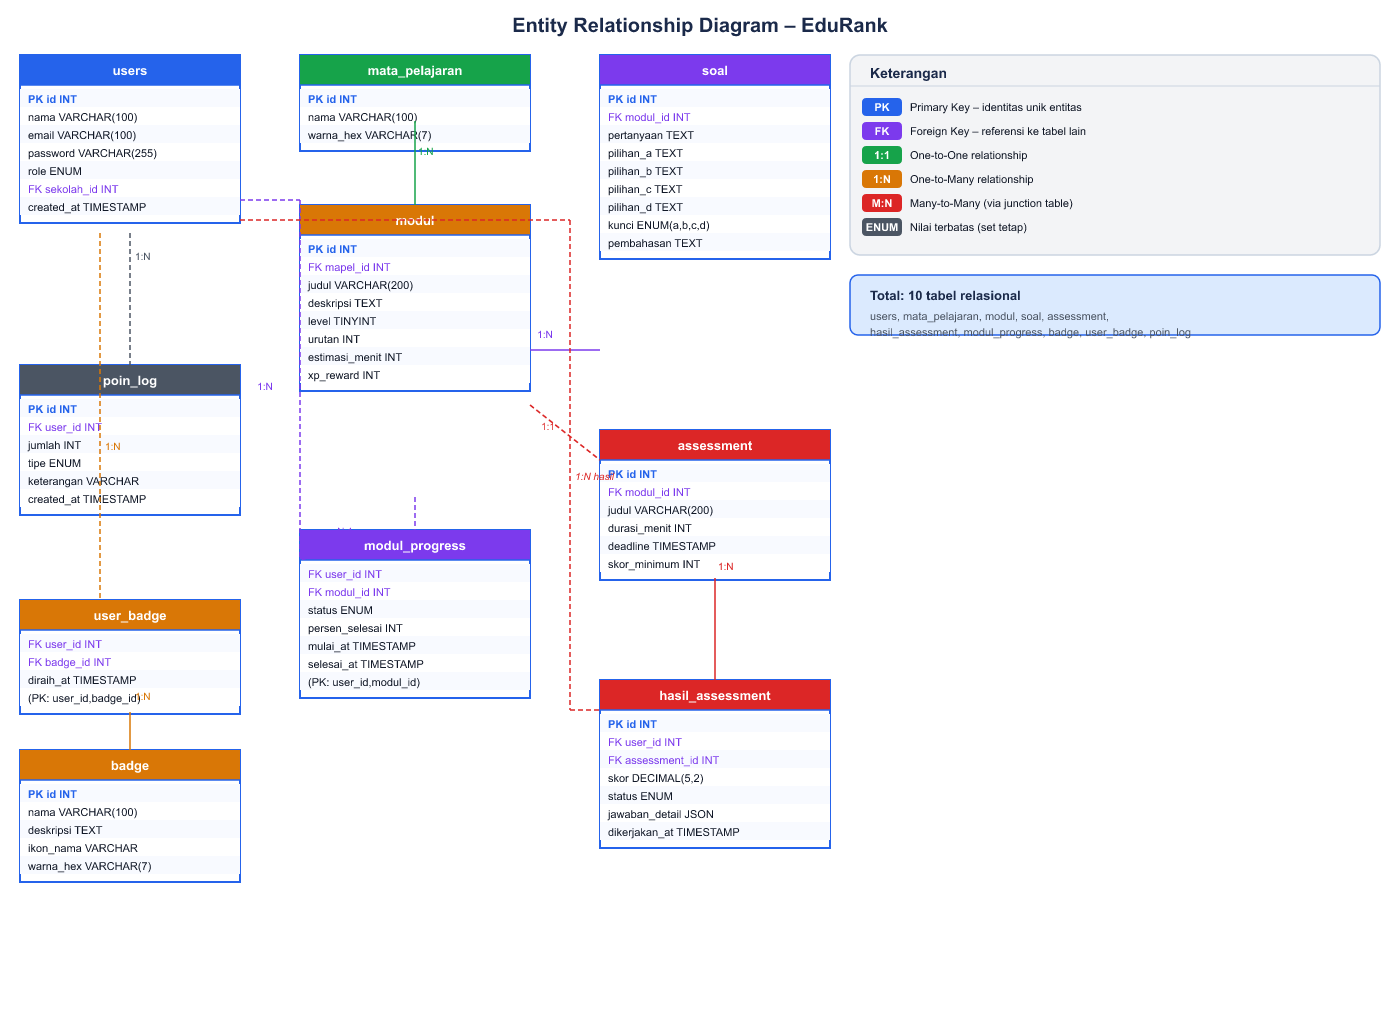 Entity Relationship Diagram – EduRank
users
PK id INT
nama VARCHAR(100)
email VARCHAR(100)
password VARCHAR(255)
role ENUM
FK sekolah_id INT
created_at TIMESTAMP
1:N
mata_pelajaran
PK id INT
nama VARCHAR(100)
warna_hex VARCHAR(7)
1:N
modul
PK id INT
FK mapel_id INT
judul VARCHAR(200)
deskripsi TEXT
level TINYINT
urutan INT
estimasi_menit INT
xp_reward INT
1:N
1:N
1:1
soal
PK id INT
FK modul_id INT
pertanyaan TEXT
pilihan_a TEXT
pilihan_b TEXT
pilihan_c TEXT
pilihan_d TEXT
kunci ENUM(a,b,c,d)
pembahasan TEXT
Keterangan
PK Primary Key – identitas unik entitas
FK Foreign Key – referensi ke tabel lain
1:1 One-to-One relationship
1:N One-to-Many relationship
M:N Many-to-Many (via junction table)
ENUM Nilai terbatas (set tetap)
Total: 10 tabel relasional
users, mata_pelajaran, modul, soal, assessment,
hasil_assessment, modul_progress, badge, user_badge, poin_log
poin_log
PK id INT
FK user_id INT
jumlah INT
1:N
tipe ENUM
keterangan VARCHAR
created_at TIMESTAMP
modul_progress
FK user_id INT
FK modul_id INT
status ENUM
persen_selesai INT
mulai_at TIMESTAMP
selesai_at TIMESTAMP
(PK: user_id,modul_id)
assessment
PK id INT
1:N hasil
FK modul_id INT
judul VARCHAR(200)
durasi_menit INT
deadline TIMESTAMP
skor_minimum INT
1:N
user_badge
FK user_id INT
FK badge_id INT
diraih_at TIMESTAMP
(PK: user_id,badge_id)
1:N
badge
PK id INT
nama VARCHAR(100)
deskripsi TEXT
ikon_nama VARCHAR
warna_hex VARCHAR(7)
hasil_assessment
PK id INT
FK user_id INT
FK assessment_id INT
skor DECIMAL(5,2)
status ENUM
jawaban_detail JSON
dikerjakan_at TIMESTAMP